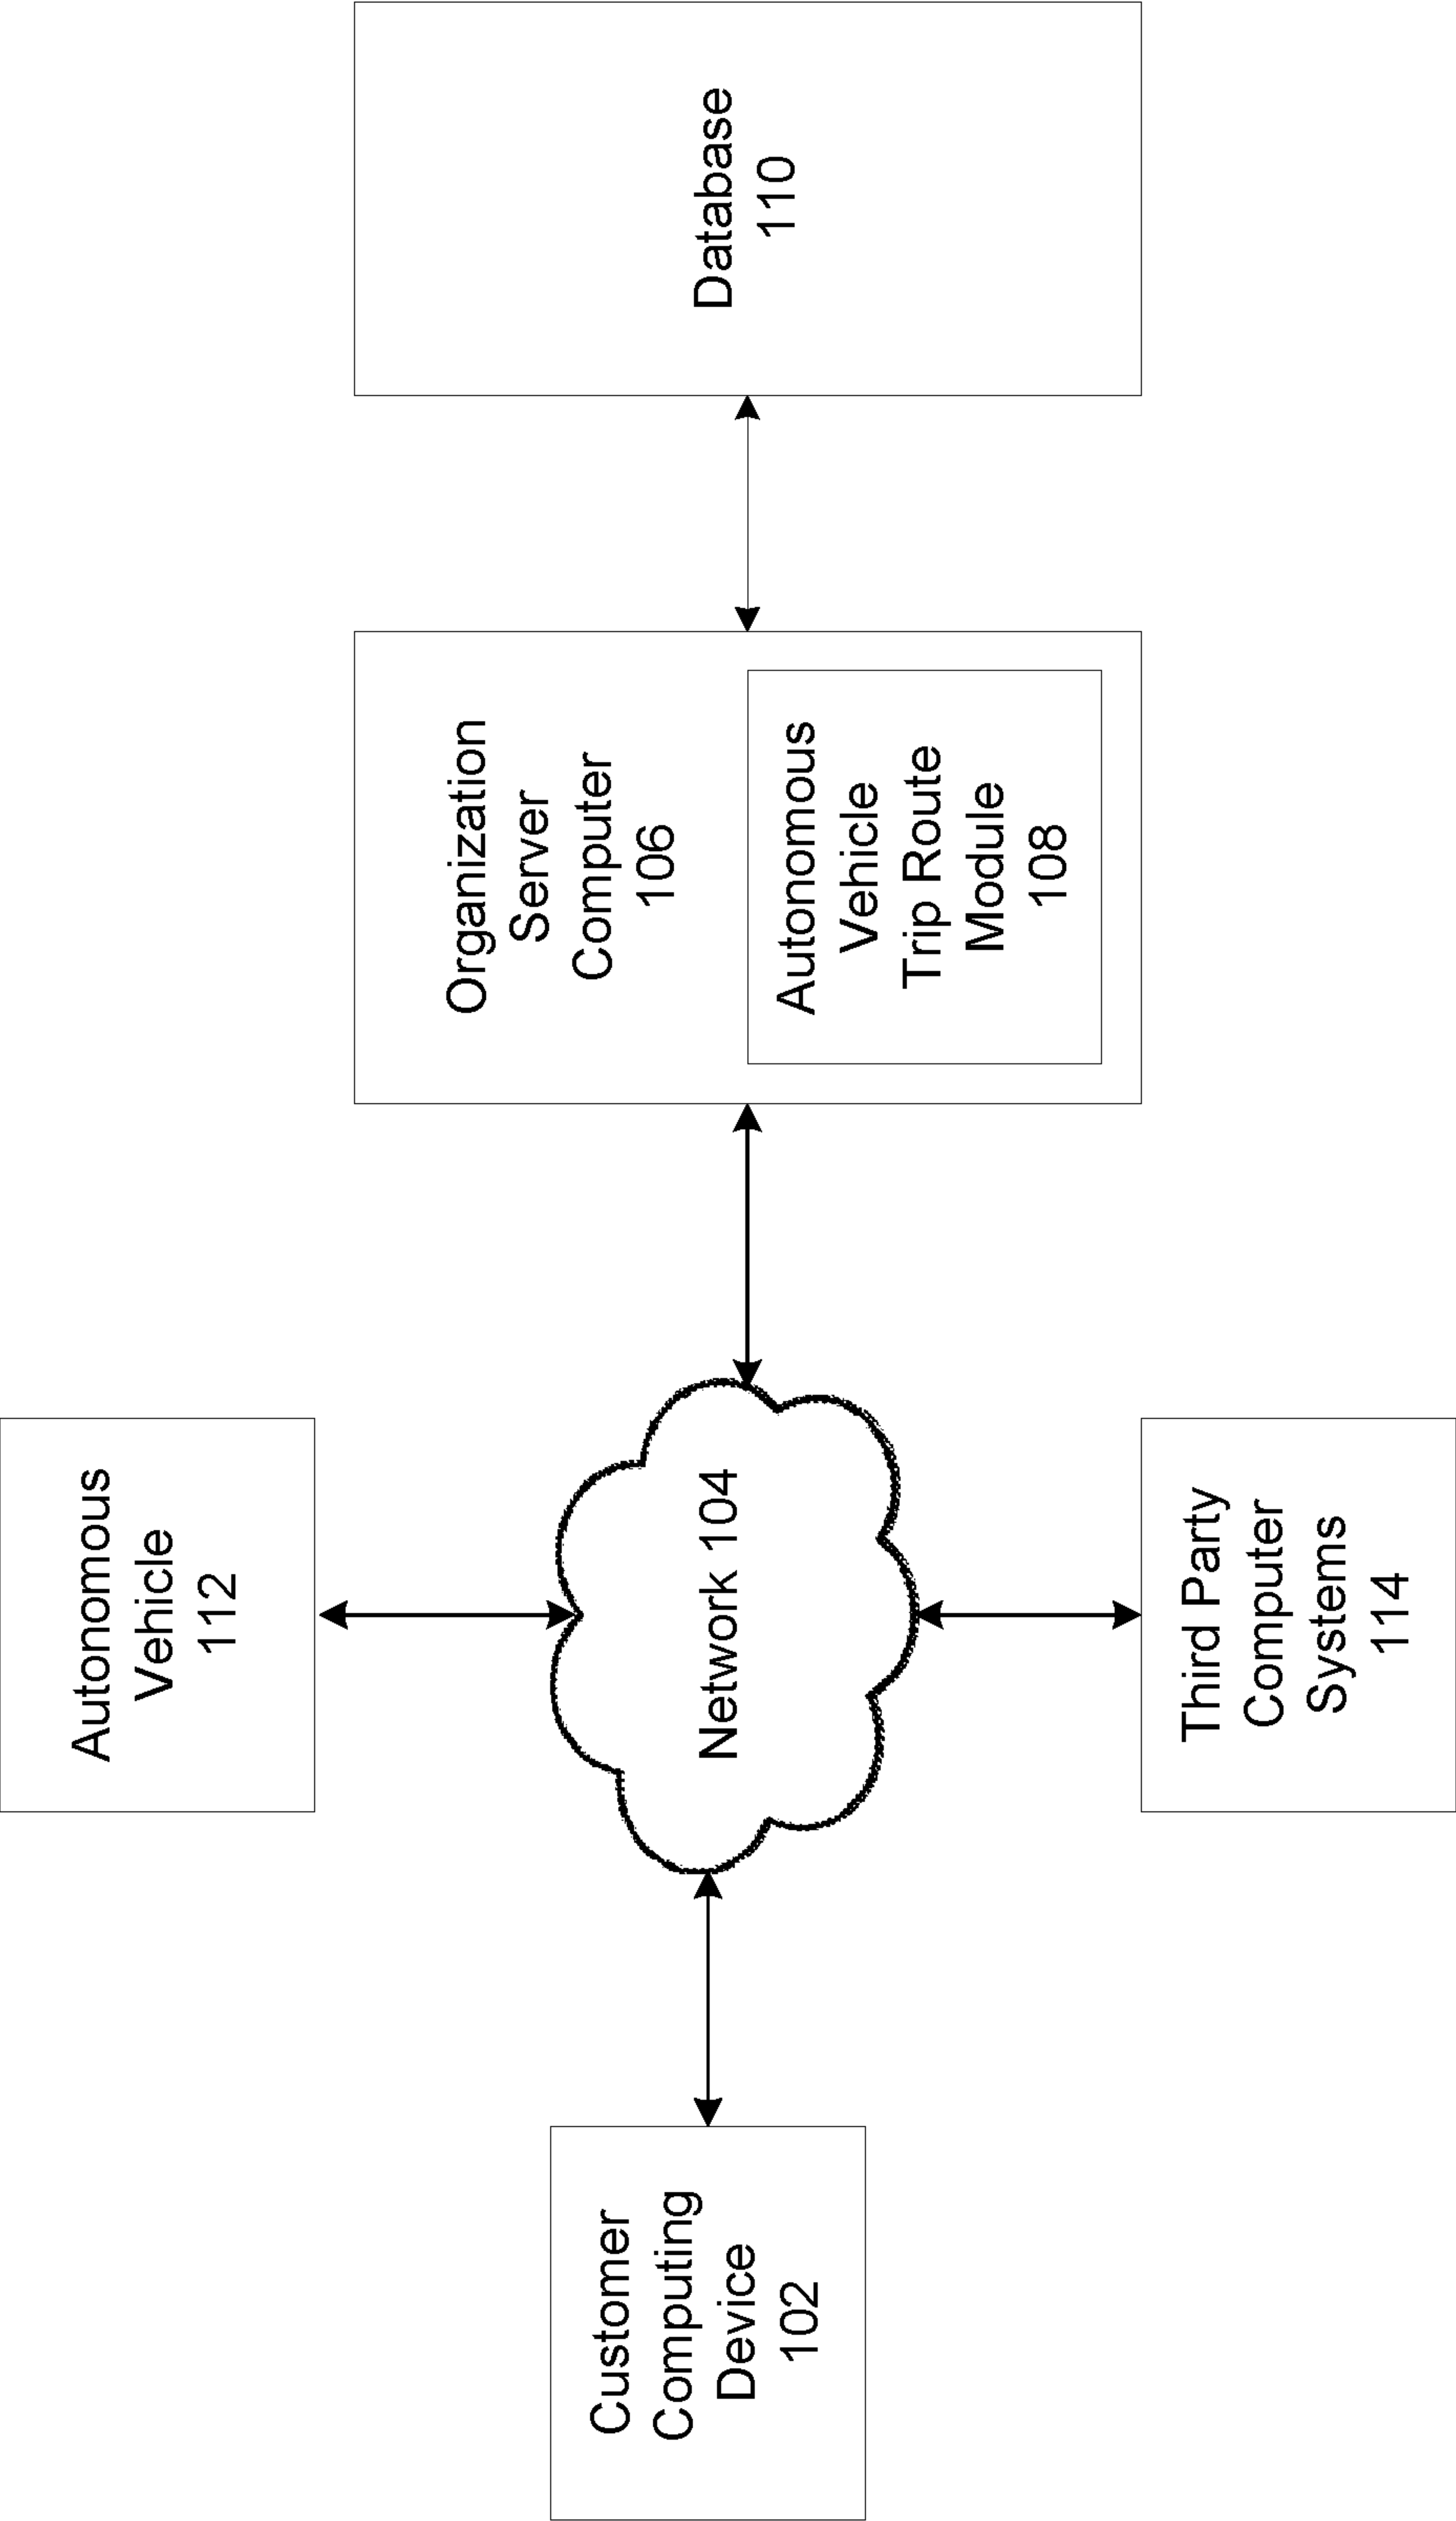 Autonomous
Vehicle
112
Customer
Computing
Device
102
Network 104
Organization
Server
Computer
106
Autonomous
Vehicle
Trip Route
Module
108
Database
110
Third Party
Computer
Systems
114